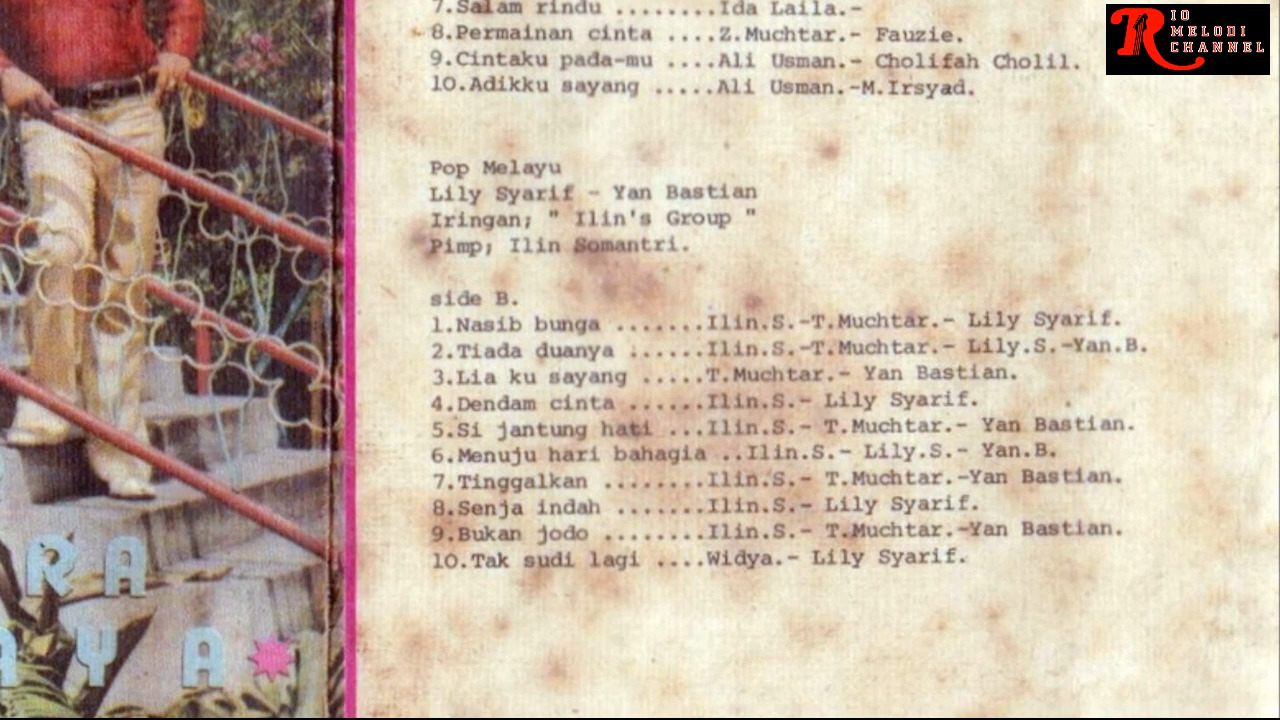 7.Salam rindu ........Ida Laila.-
8.Permainan cinta ....Z.Muchtar.- Fauzie.
9.Cintaku pada-mu ....Ali Usman.- Cholifah Cholil.
10.Adikku sayang .....Ali Usman.-M.Irsyad.
Pop Melayu
Lily Syarif - Yan Bastian
Iringan; " Ilin's Group "
Pimp; Ilin Somantri.
side B.
1.Nasib bunga .......Ilin.S.-T.Muchtar.- Lily Syarif.
2.Tiada duanya ......Ilin.S.-T.Muchtar.- Lily.S.-Yan.B.
3.Lia ku sayang .....T.Muchtar.- Yan Bastian.
4.Dendam cinta ......Ilin.S.- Lily Syarif.
5.Si jantung hati ...Ilin.S.- T.Muchtar.- Yan Bastian.
6.Menuju hari bahagia ..Ilin.S.- Lily.S.- Yan.B.
7.Tinggalkan ........Ilin.S.- T.Muchtar.-Yan Bastian.
8.Senja indah .......Ilin.S.- Lily Syarif.
9.Bukan jodo ........Ilin.S.- T.Muchtar.-Yan Bastian.
10.Tak sudi lagi ....Widya.- Lily Syarif.
RIO
MELODI
CHANNEL
RA
AYA